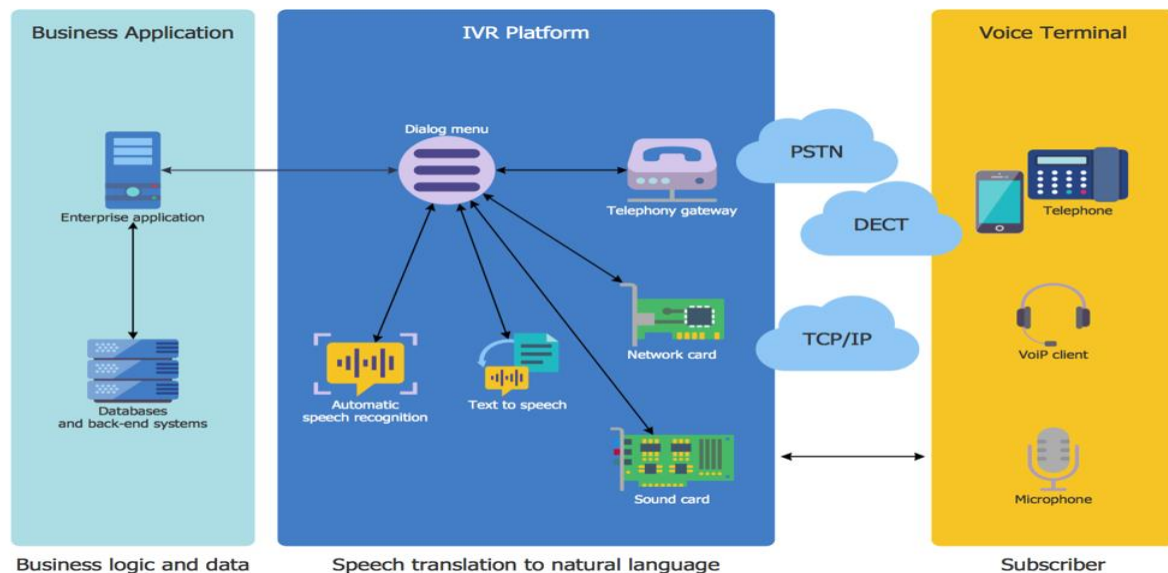 Business Application
IVR Platform
Voice Terminal
Dialog menu
PSTN
Enterprise application
Telephony gateway
Telephone
DECT
TCP/IP
Network card
VoiP client
Automatic
speech recognition
Text to speech
Databases
and back-end systems
Sound card
Microphone
Business logic and data
Speech translation to natural language
Subscriber